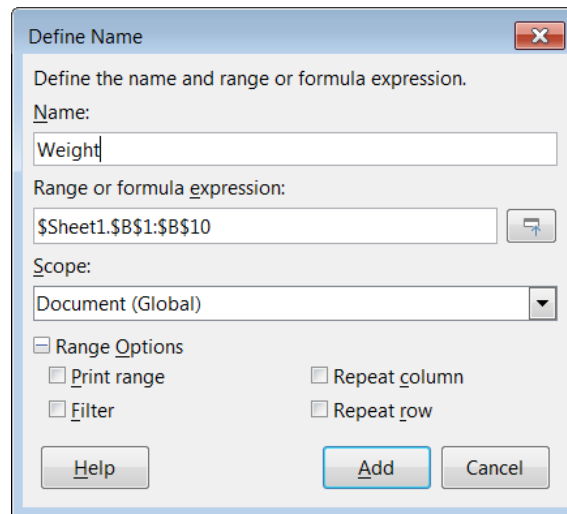 Define Name
Define the name and range or formula expression.
Name:
Weight
Range or formula expression:
$Sheet1.$B$1:$B$10
Scope:
Document (Global)
Range Options
Print range Repeat column
Filter Repeat row
Help Add Cancel